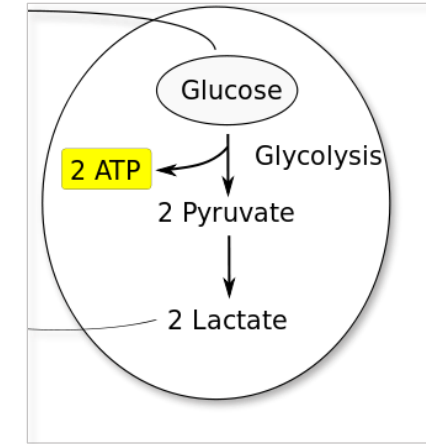 Glucose
Glycolysis
2 ATP
2 Pyruvate
2 Lactate